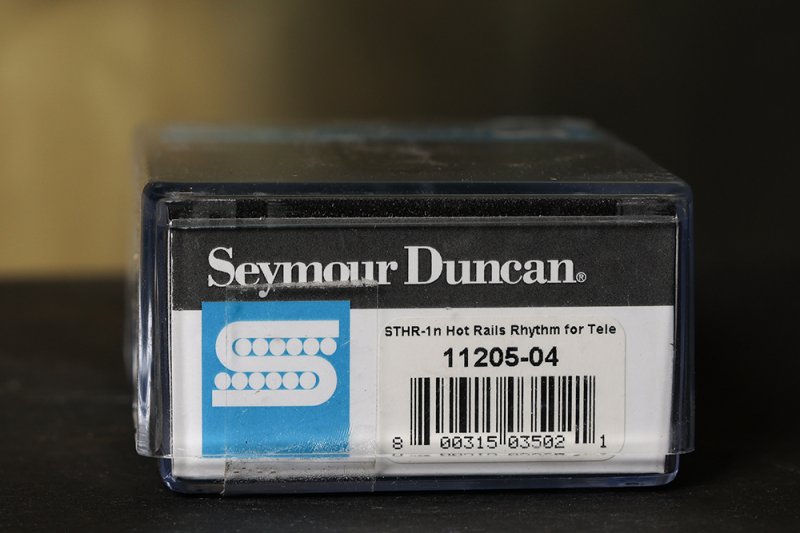 Seymour Duncan®
STHR-1n Hot Rails Rhythm for Tele
11205-04
8 00315 03502 1